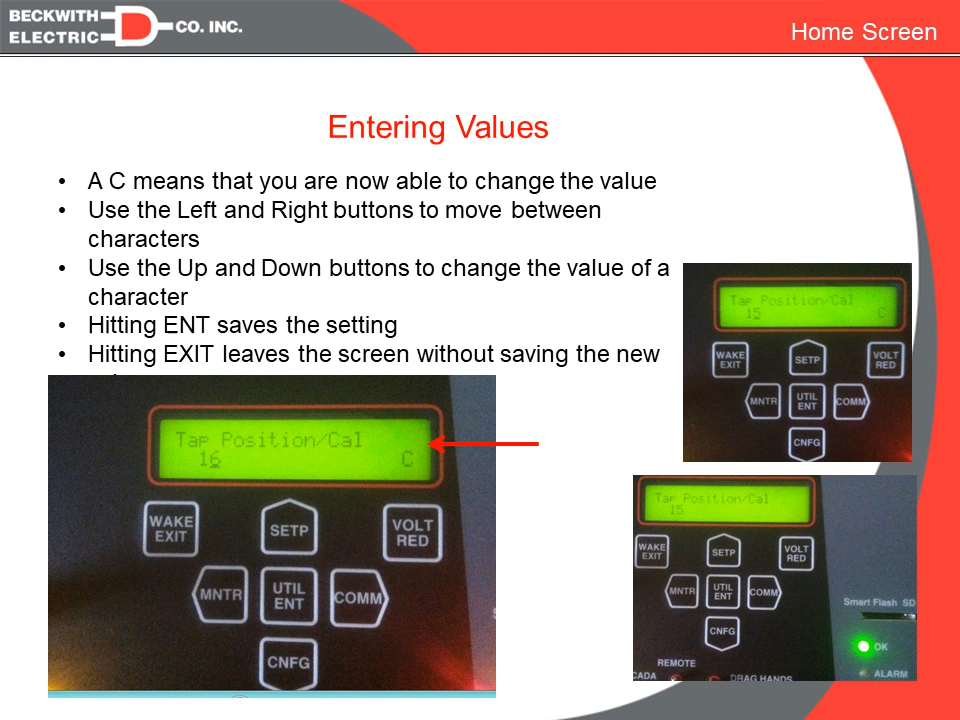 BECKWITH
ELECTRIC
CO. INC.
Home Screen
Entering Values
• A C means that you are now able to change the value
• Use the Left and Right buttons to move between
characters
• Use the Up and Down buttons to change the value of a
character
• Hitting ENT saves the setting
• Hitting EXIT leaves the screen without saving the new
Tap Position/Cal
15 C
WAKE
EXIT
SETP
VOLT
RED
MNTR
UTIL
ENT
COMM
CNFG
Tap Position/Cal
16 C
WAKE
EXIT
SETP
VOLT
RED
MNTR
UTIL
ENT
COMM
CNFG
Tap Position/Cal
15
WAKE
EXIT
SETP
VOLT
RED
MNTR
UTIL
ENT
COMM
CNFG
Smart Flash SD
OK
ALARM
REMOTE
CADA
DRAG HANDS